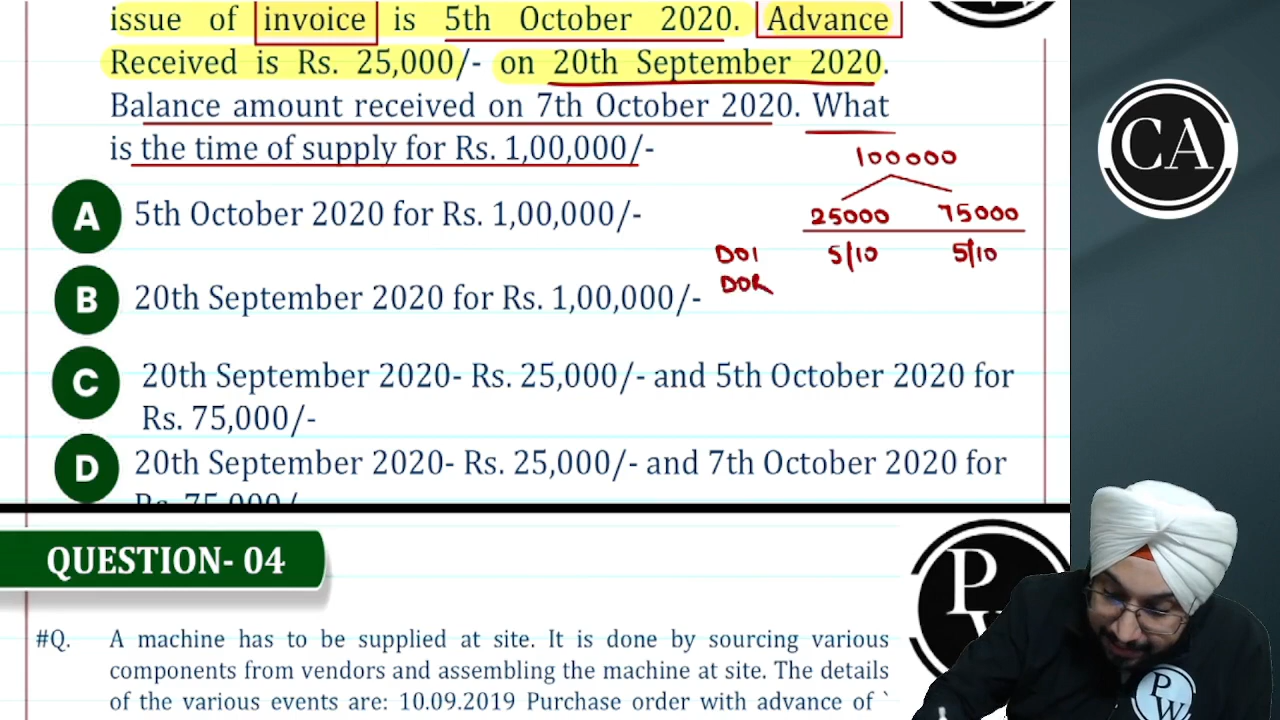 issue of invoice is 5th October 2020. Advance
Received is Rs. 25,000/- on 20th September 2020.
Balance amount received on 7th October 2020. What
is the time of supply for Rs. 1,00,000/-
100000
25000 75000
DOI 5/10 5/10
DOR
A 5th October 2020 for Rs. 1,00,000/-
B 20th September 2020 for Rs. 1,00,000/-
C 20th September 2020- Rs. 25,000/- and 5th October 2020 for
Rs. 75,000/-
D 20th September 2020- Rs. 25,000/- and 7th October 2020 for
Rs. 75,000/-
CA
QUESTION- 04
#Q. A machine has to be supplied at site. It is done by sourcing various
components from vendors and assembling the machine at site. The details
of the various events are: 10.09.2019 Purchase order with advance of `
PW
PW